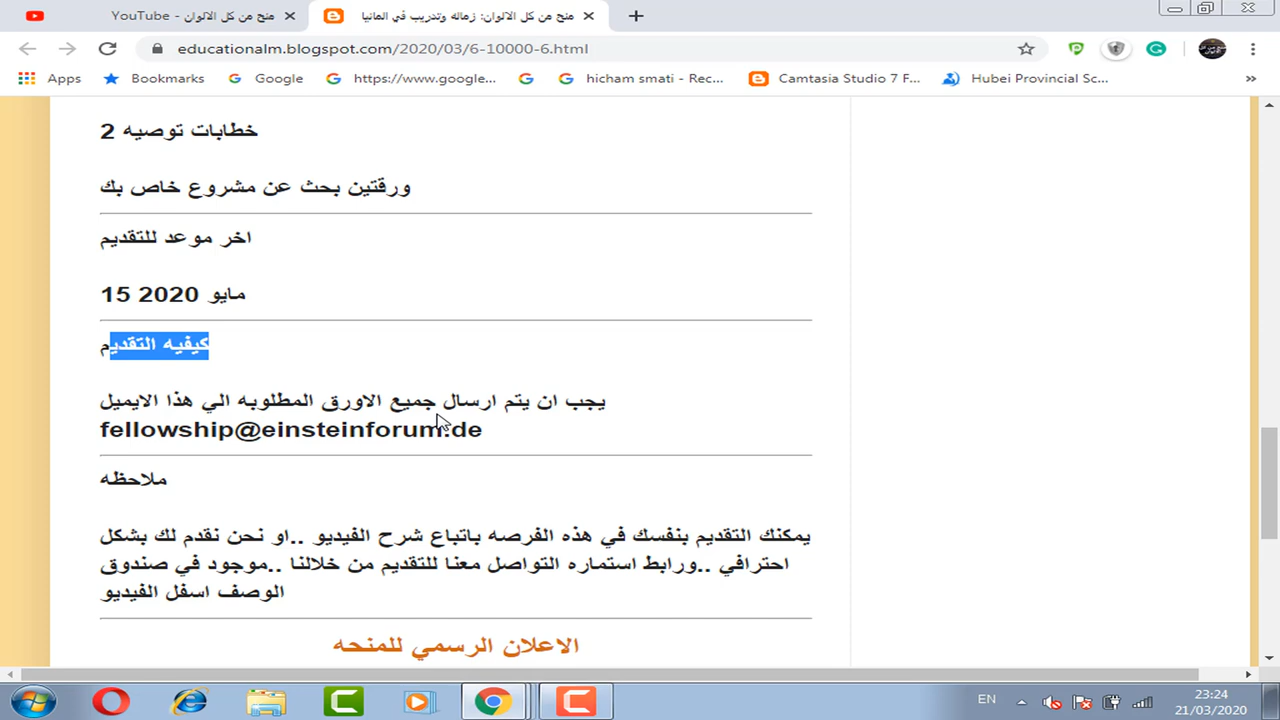 منح من كل الالوان - YouTube
منح من كل الالوان: زماله وتدريب في المانيا
educationalm.blogspot.com/2020/03/6-10000-6.html
Apps Bookmarks Google https://www.google... hicham smati - Rec... Camtasia Studio 7 F... Hubei Provincial Sc... »
خطابات توصيه 2
ورقتين بحث عن مشروع خاص بك
اخر موعد للتقديم
15 مايو 2020
كيفيه التقديم
يجب ان يتم ارسال جميع الاورق المطلوبه الي هذا الايميل
fellowship@einsteinforum.de
ملاحظه
يمكنك التقديم بنفسك في هذه الفرصه باتباع شرح الفيديو ..او نحن نقدم لك بشكل
احترافي ..ورابط استماره التواصل معنا للتقديم من خلالنا ..موجود في صندوق
الوصف اسفل الفيديو
الاعلان الرسمي للمنحه
EN
23:24
21/03/2020